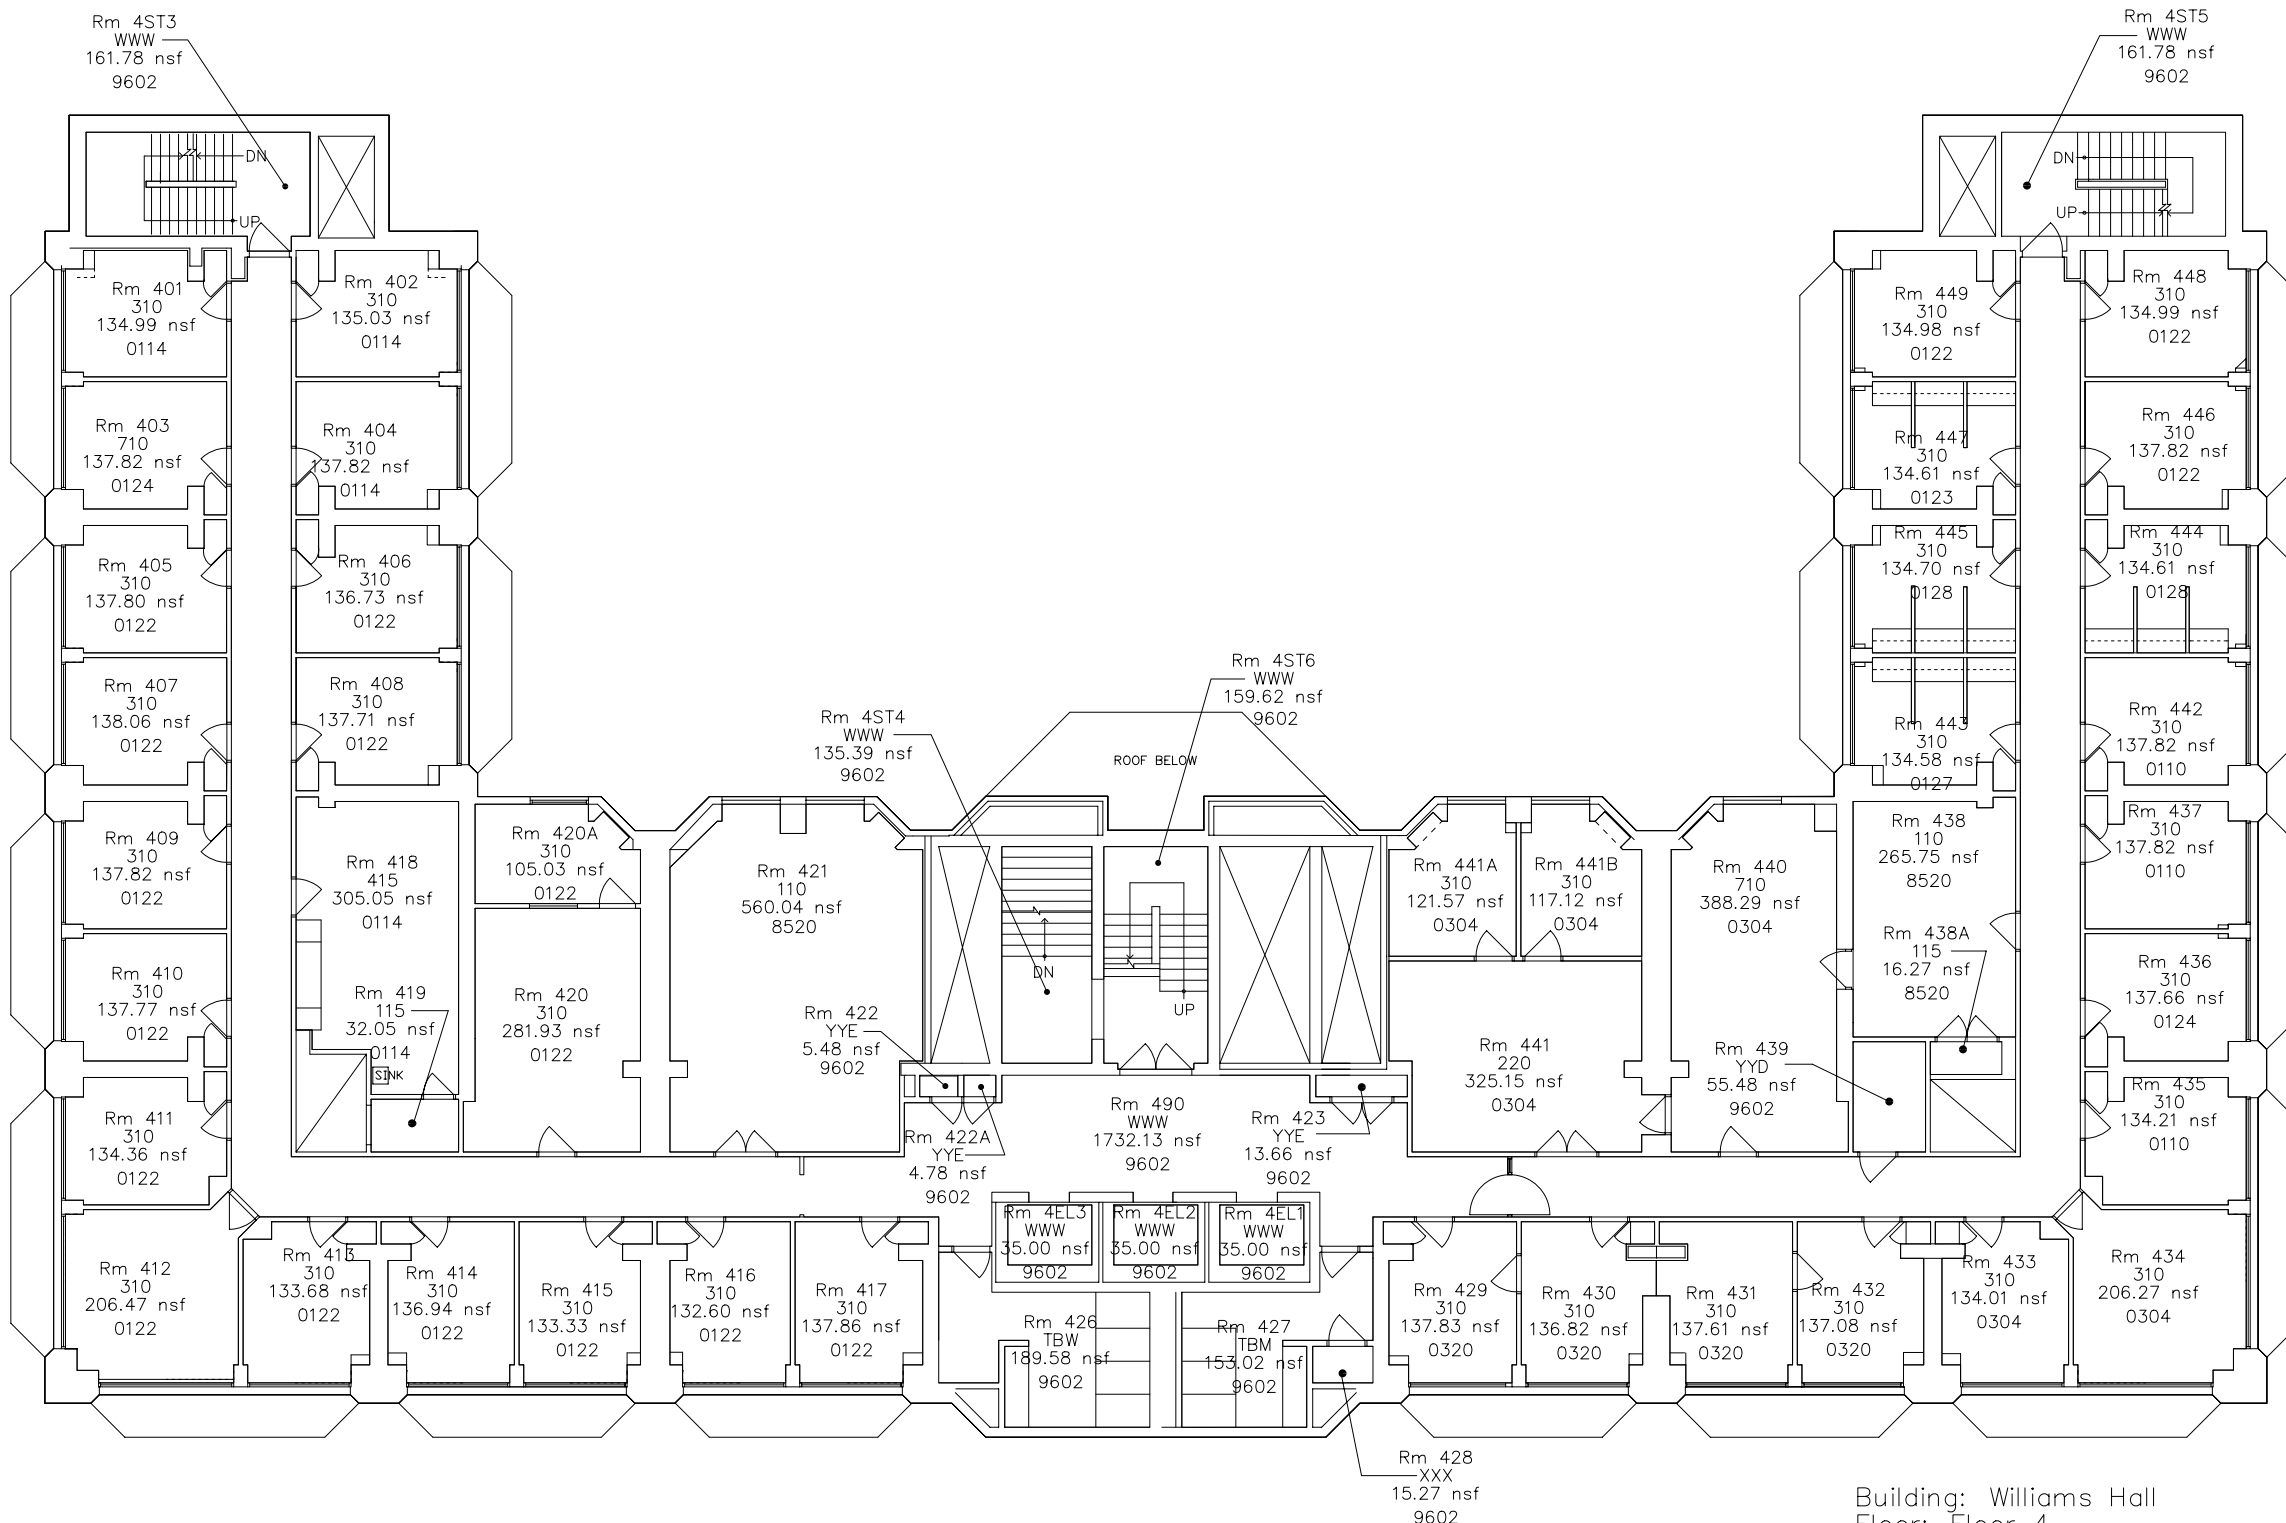 Rm 4ST3
WWW
161.78 nsf
9602
Rm 4ST5
WWW
161.78 nsf
9602
DN
UP
DN
UP
Rm 401
310
134.99 nsf
0114
Rm 402
310
135.03 nsf
0114
Rm 403
710
137.82 nsf
0124
Rm 404
310
137.82 nsf
0114
Rm 405
310
137.80 nsf
0122
Rm 406
310
136.73 nsf
0122
Rm 407
310
138.06 nsf
0122
Rm 408
310
137.71 nsf
0122
Rm 409
310
137.82 nsf
0122
Rm 410
310
137.77 nsf
0122
Rm 411
310
134.36 nsf
0122
Rm 412
310
206.47 nsf
0122
Rm 413
310
133.68 nsf
0122
Rm 414
310
136.94 nsf
0122
Rm 415
310
133.33 nsf
0122
Rm 416
310
132.60 nsf
0122
Rm 417
310
137.86 nsf
0122
Rm 418
415
305.05 nsf
0114
Rm 419
115
32.05 nsf
0114
SINK
Rm 420A
310
105.03 nsf
0122
Rm 420
310
281.93 nsf
0122
Rm 421
110
560.04 nsf
8520
Rm 422
YYE
5.48 nsf
9602
Rm 422A
YYE
4.78 nsf
9602
Rm 4ST4
WWW
135.39 nsf
9602
Rm 4ST6
WWW
159.62 nsf
9602
ROOF BELOW
DN
UP
Rm 490
WWW
1732.13 nsf
9602
Rm 423
YYE
13.66 nsf
9602
Rm 4EL3
WWW
35.00 nsf
9602
Rm 4EL2
WWW
35.00 nsf
9602
Rm 4EL1
WWW
35.00 nsf
9602
Rm 426
TBW
189.58 nsf
9602
Rm 427
TBM
153.02 nsf
9602
Rm 428
XXX
15.27 nsf
9602
Rm 429
310
137.83 nsf
0320
Rm 430
310
136.82 nsf
0320
Rm 431
310
137.61 nsf
0320
Rm 432
310
137.08 nsf
0320
Rm 433
310
134.01 nsf
0304
Rm 434
310
206.27 nsf
0304
Rm 435
310
134.21 nsf
0110
Rm 436
310
137.66 nsf
0124
Rm 437
310
137.82 nsf
0110
Rm 438
110
265.75 nsf
8520
Rm 438A
115
16.27 nsf
8520
Rm 439
YYD
55.48 nsf
9602
Rm 440
710
388.29 nsf
0304
Rm 441
220
325.15 nsf
0304
Rm 441A
310
121.57 nsf
0304
Rm 441B
310
117.12 nsf
0304
Rm 442
310
137.82 nsf
0110
Rm 443
310
134.58 nsf
0127
Rm 444
310
134.61 nsf
0128
Rm 445
310
134.70 nsf
0128
Rm 446
310
137.82 nsf
0122
Rm 447
310
134.61 nsf
0123
Rm 448
310
134.99 nsf
0122
Rm 449
310
134.98 nsf
0122
Building: Williams Hall
Floor: Floor 4